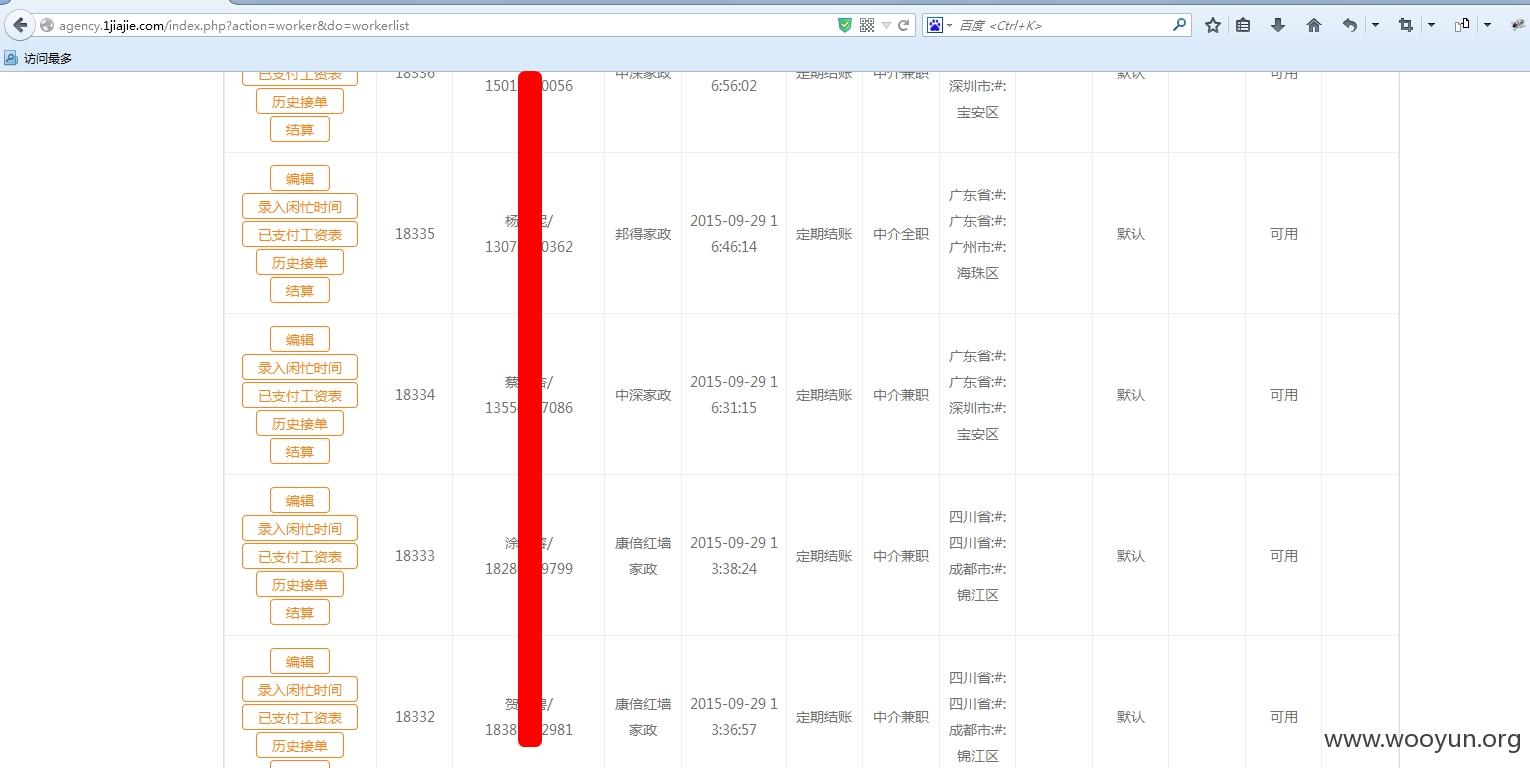 agency.1jiajie.com/index.php?action=worker&do=workerlist
百度 <Ctrl+K>
访问最多
已支付工资表
历史接单
结算
18336
1501 0056
中深家政
6:56:02
定期结账
中介兼职
深圳市:#:
宝安区
默认
可用
编辑
录入闲忙时间
已支付工资表
历史接单
结算
18335
杨 /
1307 0362
邦得家政
2015-09-29 1
6:46:14
定期结账
中介全职
广东省:#:
广东省:#:
广州市:#:
海珠区
默认
可用
编辑
录入闲忙时间
已支付工资表
历史接单
结算
18334
蔡 /
1355 7086
中深家政
2015-09-29 1
6:31:15
定期结账
中介兼职
广东省:#:
广东省:#:
深圳市:#:
宝安区
默认
可用
编辑
录入闲忙时间
已支付工资表
历史接单
结算
18333
涂 /
1828 9799
康倍红墙
家政
2015-09-29 1
3:38:24
定期结账
中介兼职
四川省:#:
四川省:#:
成都市:#:
锦江区
默认
可用
编辑
录入闲忙时间
已支付工资表
历史接单
18332
贺 /
1838 2981
康倍红墙
家政
2015-09-29 1
3:36:57
定期结账
中介兼职
四川省:#:
四川省:#:
成都市:#:
锦江区
默认
可用
www.wooyun.org